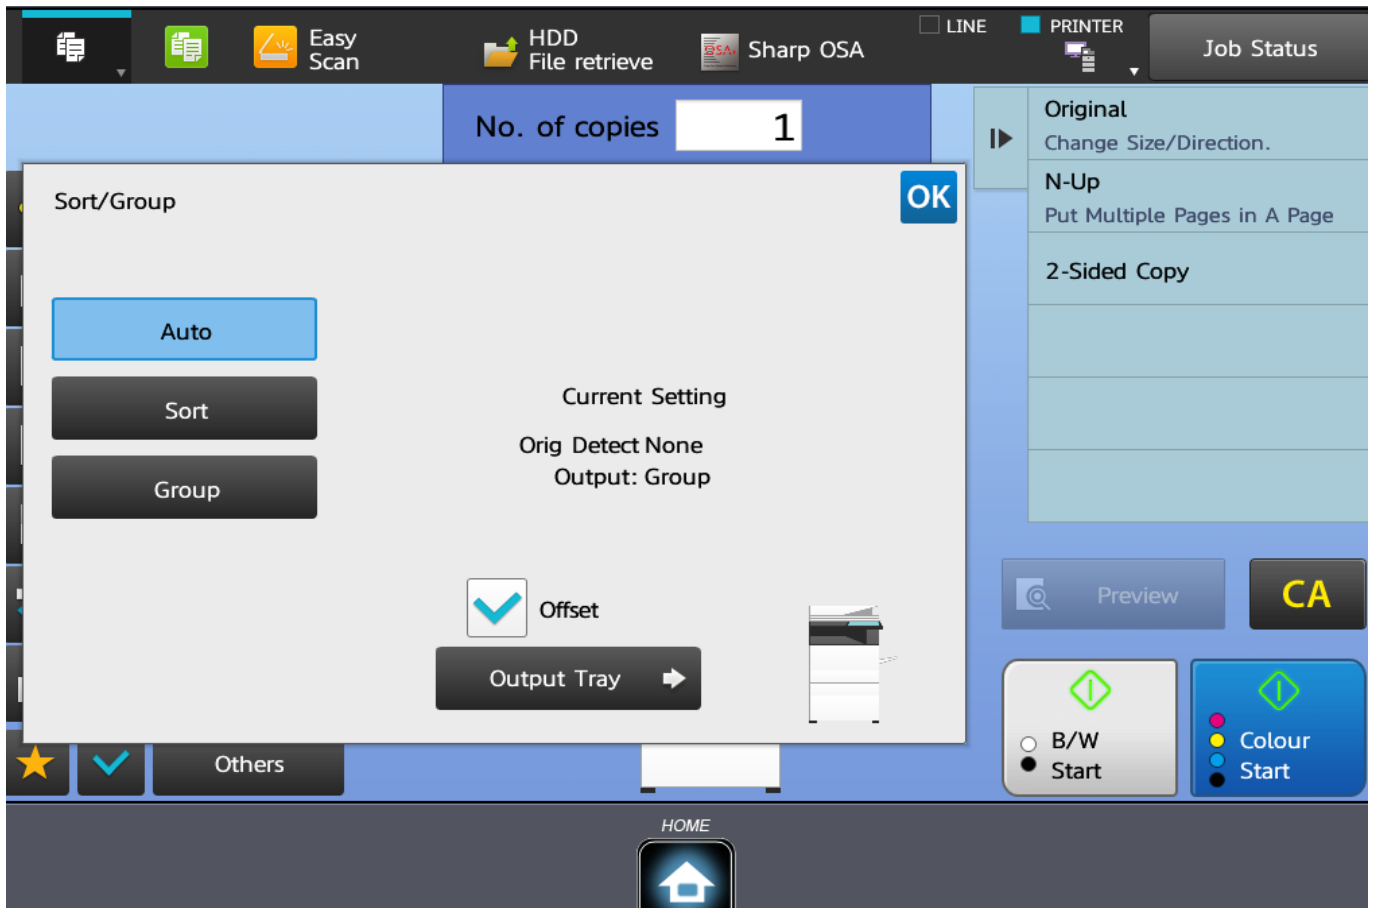 Easy
Scan
HDD
File retrieve
OSA
Sharp OSA
LINE
PRINTER
Job Status
No. of copies
1
Original
Change Size/Direction.
N-Up
Put Multiple Pages in A Page
2-Sided Copy
Sort/Group
OK
Auto
Sort
Group
Current Setting
Orig Detect None
Output: Group
Offset
Output Tray
Preview
CA
B/W
Start
Colour
Start
Others
HOME